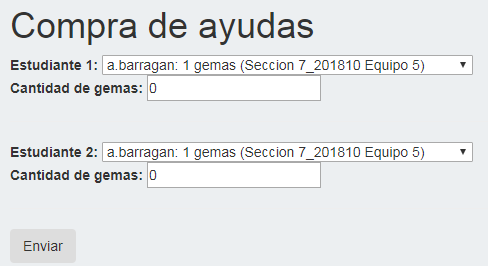 Compra de ayudas
Estudiante 1: a.barragan: 1 gemas (Seccion 7_201810 Equipo 5)
Cantidad de gemas: 0
Estudiante 2: a.barragan: 1 gemas (Seccion 7_201810 Equipo 5)
Cantidad de gemas: 0
Enviar